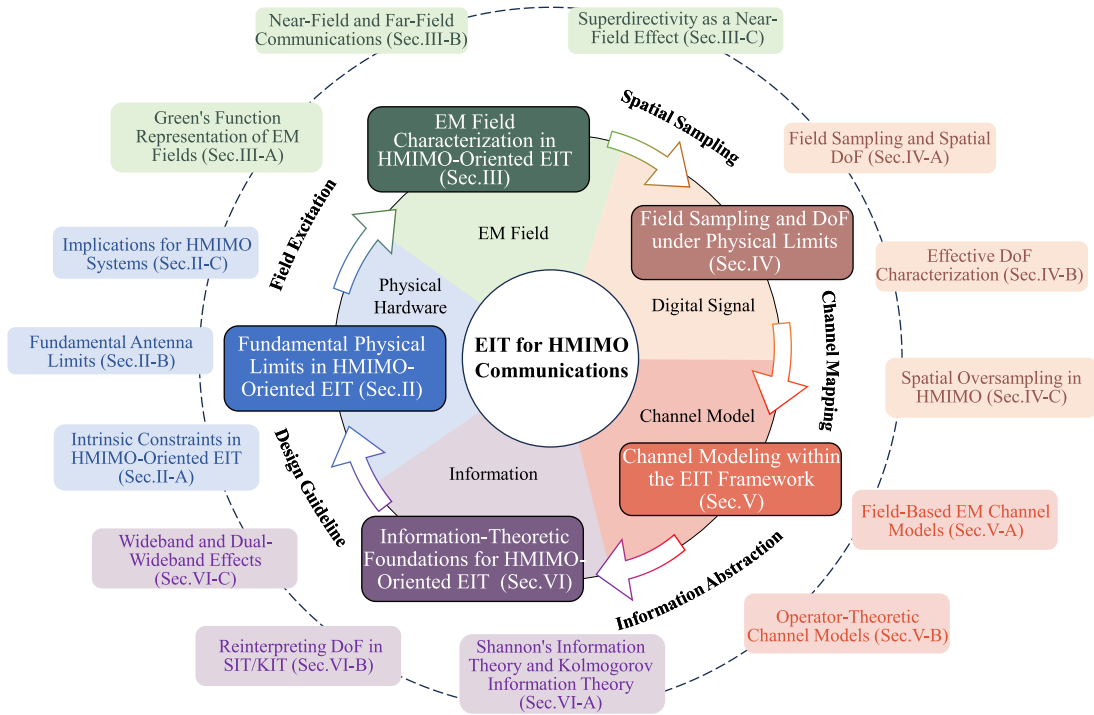 Near-Field and Far-Field
Communications (Sec.III-B)
Superdirectivity as a Near-
Field Effect (Sec.III-C)
Green's Function
Representation of EM
Fields (Sec.III-A)
EM Field
Characterization in
HMIMO-Oriented EIT
(Sec.III)
Spatial Sampling
Field Sampling and Spatial
DoF (Sec.IV-A)
Field Excitation
EM Field
Field Sampling and DoF
under Physical Limits
(Sec.IV)
Implications for HMIMO
Systems (Sec.II-C)
Effective DoF
Characterization (Sec.IV-B)
Physical
Hardware
Digital Signal
Channel Mapping
Fundamental Antenna
Limits (Sec.II-B)
Fundamental Physical
Limits in HMIMO-
Oriented EIT (Sec.II)
EIT for HMIMO
Communications
Spatial Oversampling in
HMIMO (Sec.IV-C)
Intrinsic Constraints in
HMIMO-Oriented EIT
(Sec.II-A)
Design Guideline
Information
Channel Model
Channel Modeling within
the EIT Framework
(Sec.V)
Field-Based EM Channel
Models (Sec.V-A)
Wideband and Dual-
Wideband Effects
(Sec.VI-C)
Information-Theoretic
Foundations for HMIMO-
Oriented EIT (Sec.VI)
Information Abstraction
Operator-Theoretic
Channel Models (Sec.V-B)
Reinterpreting DoF in
SIT/KIT (Sec.VI-B)
Shannon's Information
Theory and Kolmogorov
Information Theory
(Sec.VI-A)